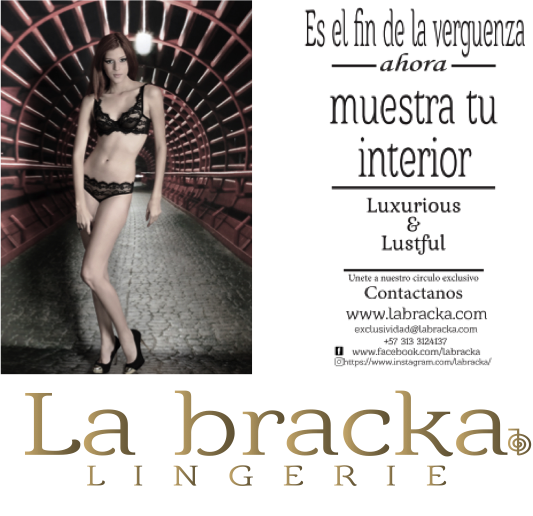 Es el fin de la verguenza
ahora
muestra tu
interior
Luxurious
&
Lustful
Unete a nuestro circulo exclusivo
Contactanos
www.labracka.com
exclusividad@labracka.com
+57 313 3124137
www.facebook.com/labracka
https://www.instagram.com/labracka/
La bracka
LINGERIE